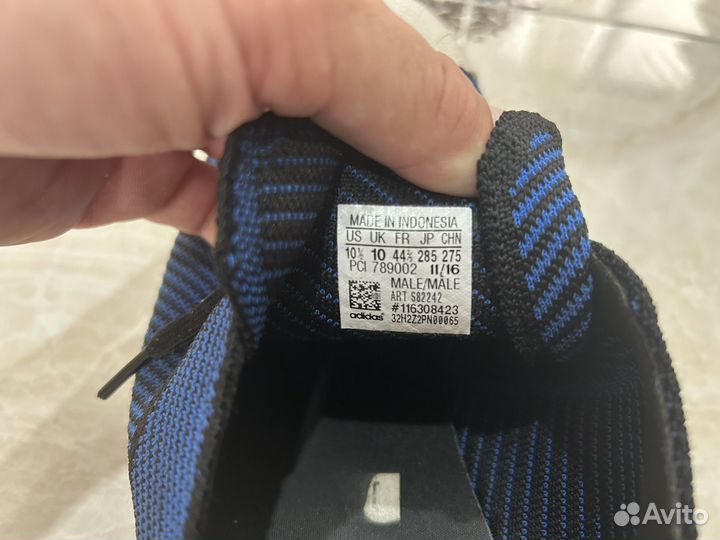 MADE IN INDONESIA
US UK FR JP CHN
10½ 10 44⅔ 285 275
PCI 789002 11/16
MALE/MALE
ART S82242
#116308423
adidas 32H2Z2PN00065
Avito